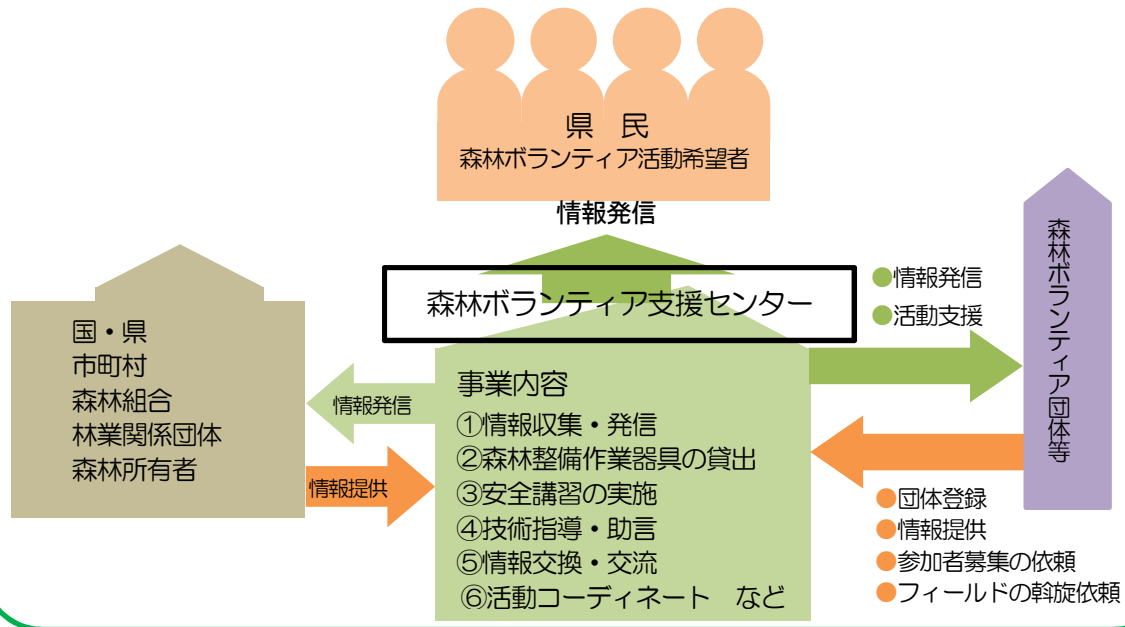 県　民
森林ボランティア活動希望者
情報発信
森林ボランティア支援センター
国・県
市町村
森林組合
林業関係団体
森林所有者
情報発信
情報提供
事業内容
①情報収集・発信
②森林整備作業器具の貸出
③安全講習の実施
④技術指導・助言
⑤情報交換・交流
⑥活動コーディネート　など
●情報発信
●活動支援
森林ボランティア団体等
●団体登録
●情報提供
●参加者募集の依頼
●フィールドの斡旋依頼